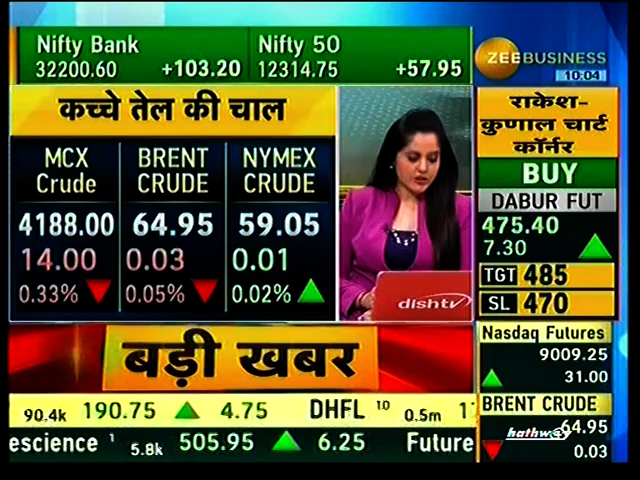 Nifty Bank
32200.60 +103.20
Nifty 50
12314.75 +57.95
ZEEBUSINESS
10:04
कच्चे तेल की चाल
MCX
Crude
4188.00
14.00
0.33%
BRENT
CRUDE
64.95
0.03
0.05%
NYMEX
CRUDE
59.05
0.01
0.02%
dishtv
राकेश-
कुणाल चार्ट
कॉर्नर
BUY
DABUR FUT
475.40
7.30
TGT 485
SL 470
बड़ी खबर
Nasdaq Futures
9009.25
31.00
BRENT CRUDE
64.95
0.03
hathway
90.4k 190.75 4.75 DHFL 10 0.5m
escience 1 5.8k 505.95 6.25 Future